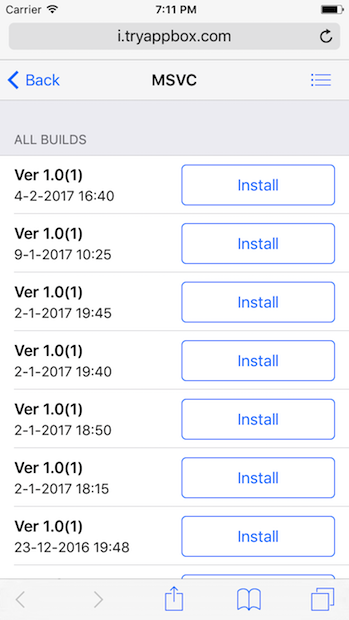 Carrier 7:11 PM
i.tryappbox.com
Back MSVC
ALL BUILDS
Ver 1.0(1)
4-2-2017 16:40
Install
Ver 1.0(1)
9-1-2017 10:25
Install
Ver 1.0(1)
2-1-2017 19:45
Install
Ver 1.0(1)
2-1-2017 19:40
Install
Ver 1.0(1)
2-1-2017 18:50
Install
Ver 1.0(1)
2-1-2017 18:15
Install
Ver 1.0(1)
23-12-2016 19:48
Install